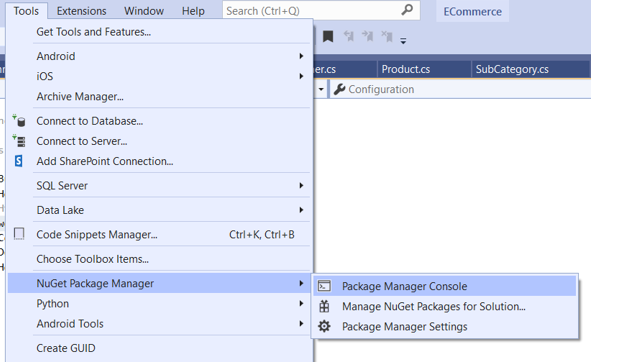 Tools Extensions Window Help Search (Ctrl+Q) ECommerce
Get Tools and Features...
Android
iOS
Archive Manager...
Connect to Database...
Connect to Server...
Add SharePoint Connection...
SQL Server
Data Lake
Code Snippets Manager... Ctrl+K, Ctrl+B
Choose Toolbox Items...
NuGet Package Manager
Python
Android Tools
Create GUID
er.cs Product.cs SubCategory.cs
Configuration
Package Manager Console
Manage NuGet Packages for Solution...
Package Manager Settings